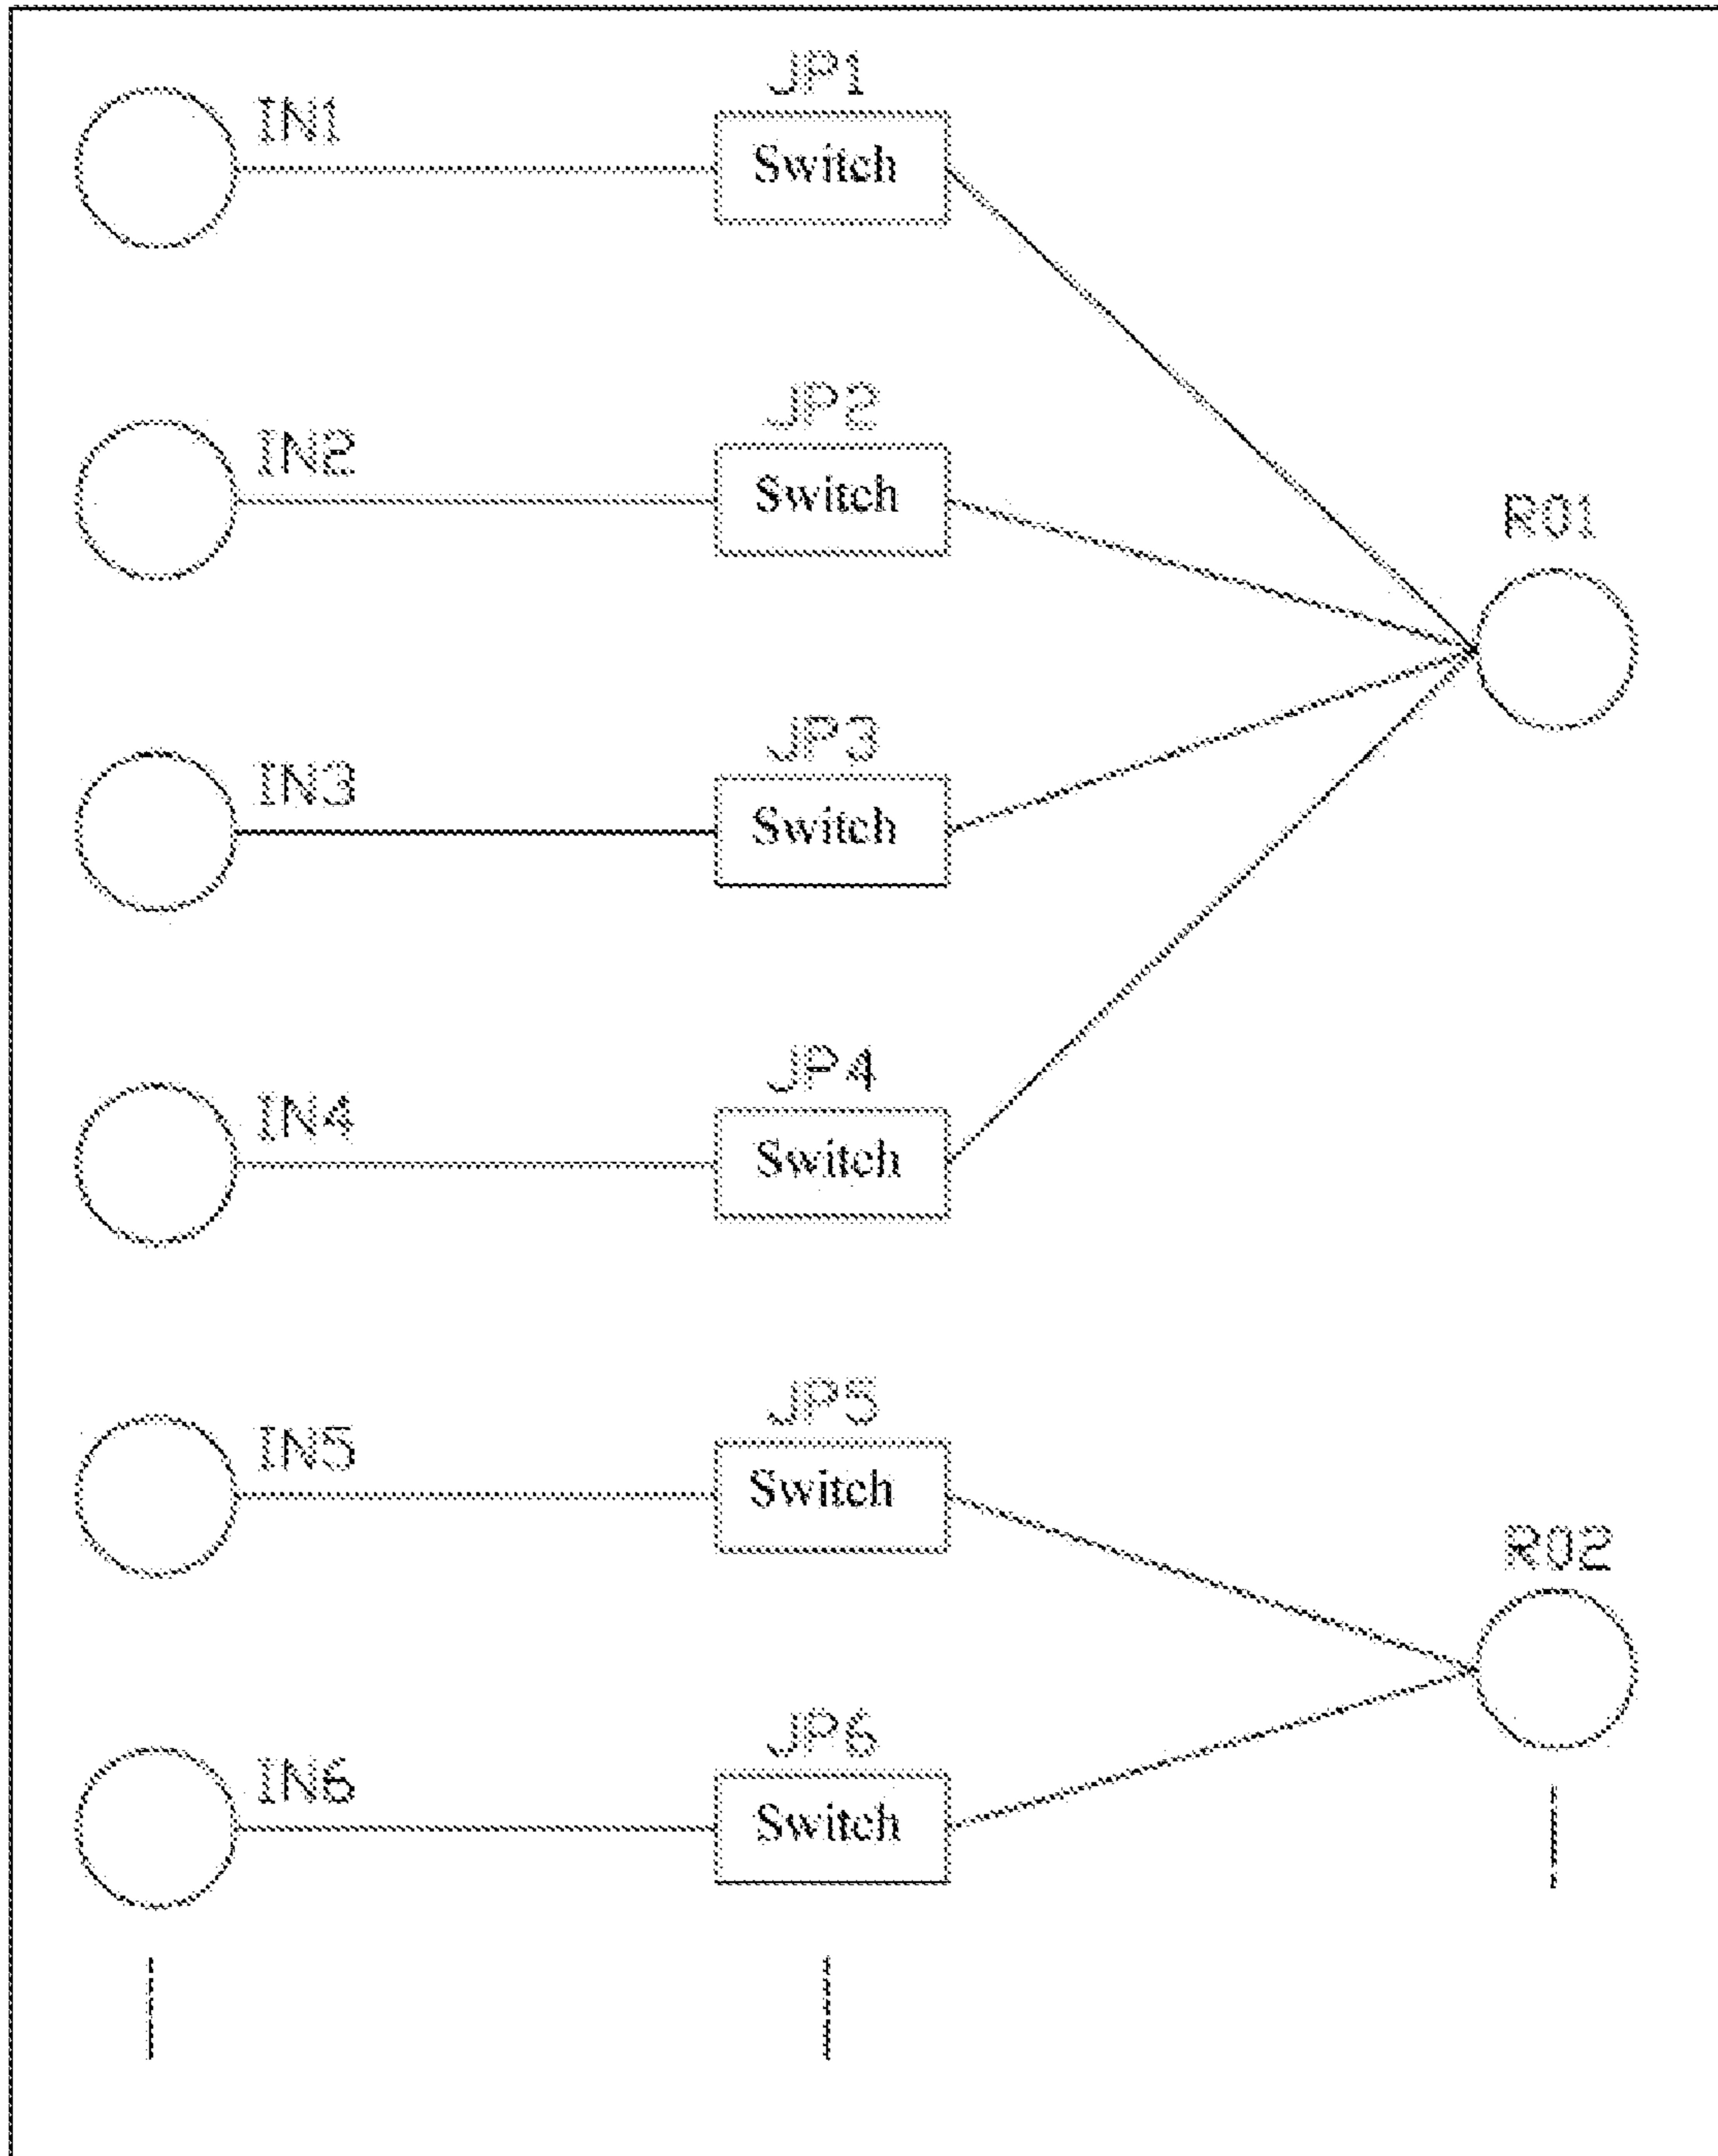 JP1
IN1
Switch
JP2
IN2
Switch
R01
JP3
IN3
Switch
JP4
IN4
Switch
JP5
IN5
Switch
R02
JP6
IN6
Switch